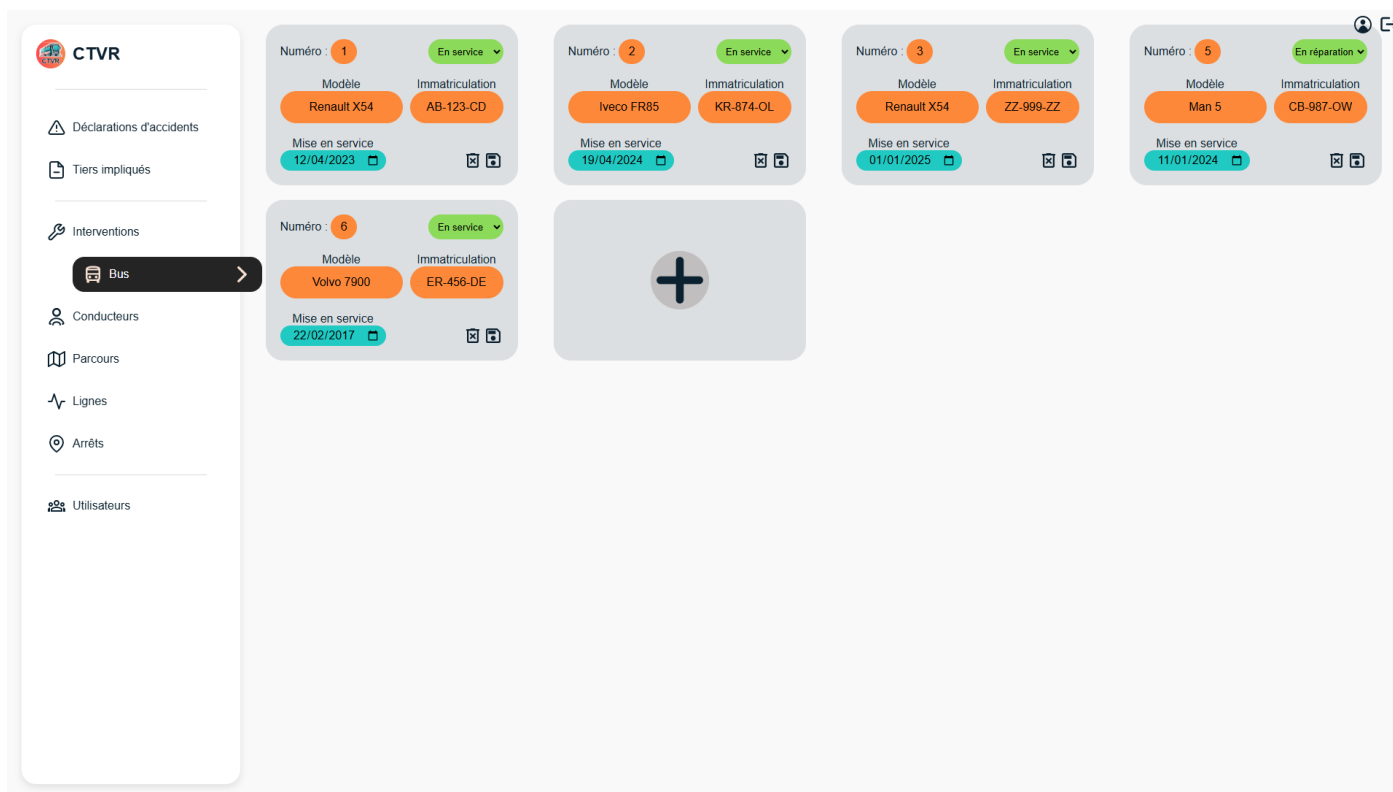 CTVR
CTVR
Déclarations d'accidents
Tiers impliqués
Interventions
Bus
Conducteurs
Parcours
Lignes
Arrêts
Utilisateurs
Numéro : 1 En service
Modèle Immatriculation
Renault X54 AB-123-CD
Mise en service
12/04/2023
Numéro : 2 En service
Modèle Immatriculation
Iveco FR85 KR-874-OL
Mise en service
19/04/2024
Numéro : 3 En service
Modèle Immatriculation
Renault X54 ZZ-999-ZZ
Mise en service
01/01/2025
Numéro : 5 En réparation
Modèle Immatriculation
Man 5 CB-987-OW
Mise en service
11/01/2024
Numéro : 6 En service
Modèle Immatriculation
Volvo 7900 ER-456-DE
Mise en service
22/02/2017